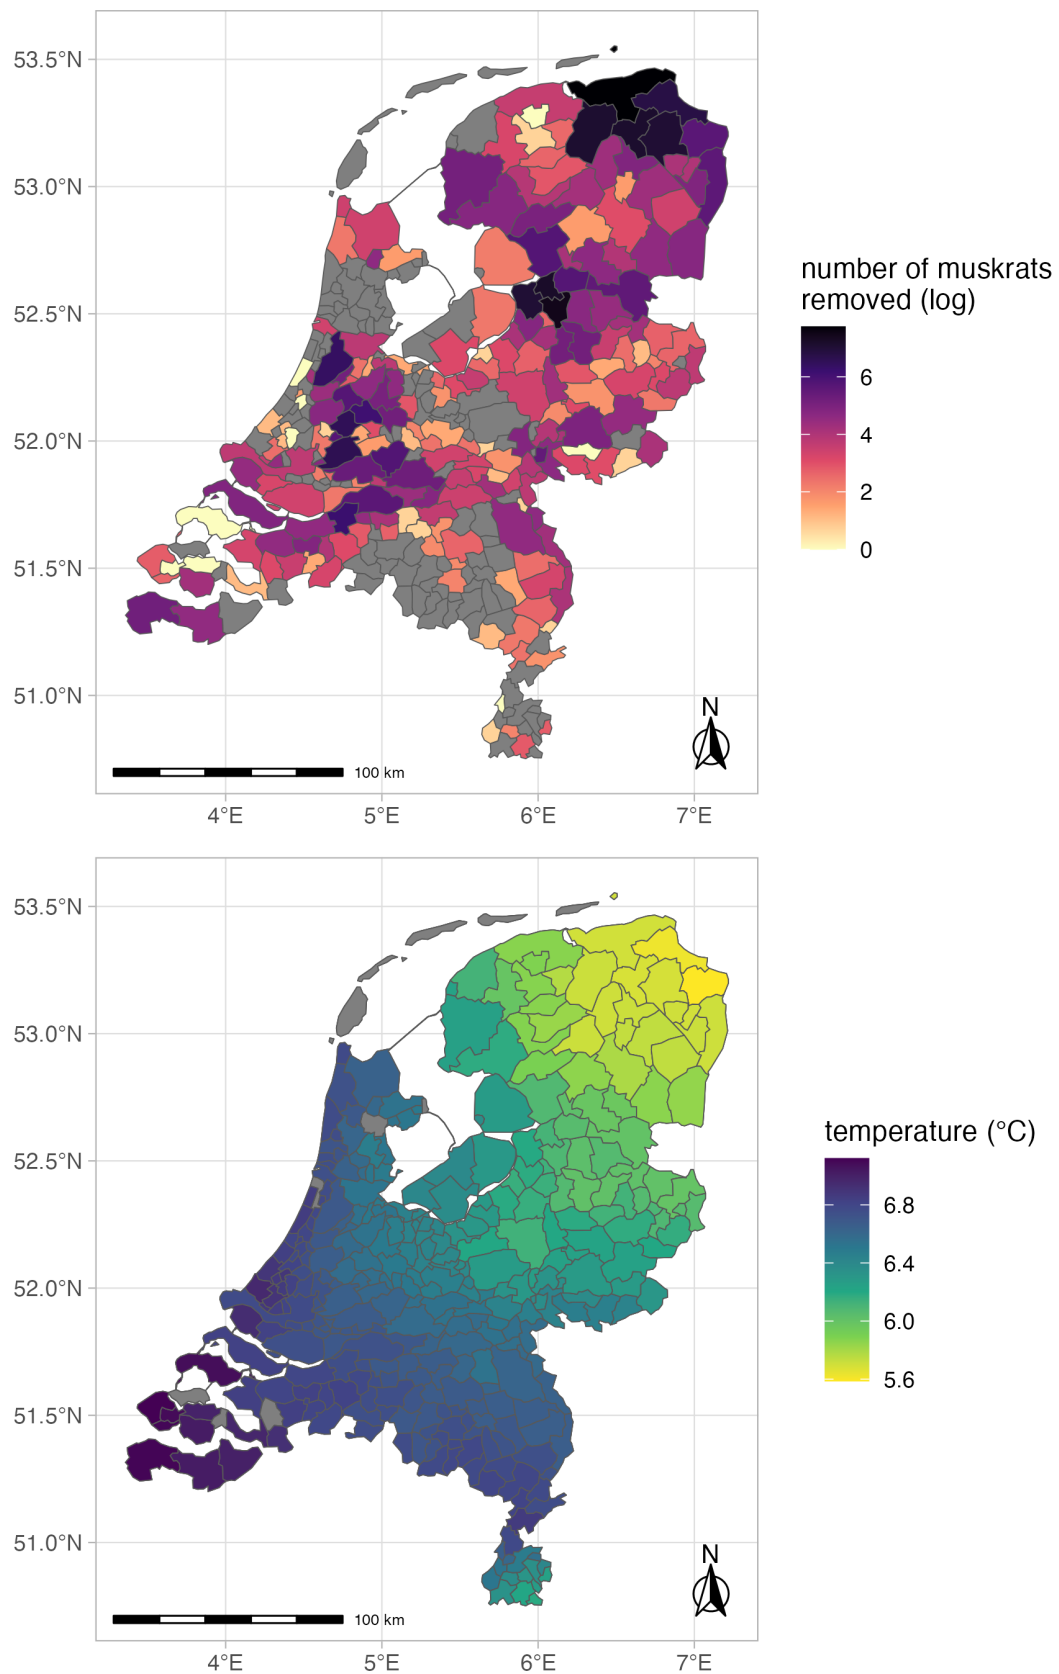 53.5°N
53.0°N
52.5°N
52.0°N
51.5°N
51.0°N
4°E
5°E
6°E
7°E
100 km
N
number of muskrats
removed (log)
6
4
2
0
53.5°N
53.0°N
52.5°N
52.0°N
51.5°N
51.0°N
4°E
5°E
6°E
7°E
100 km
N
temperature (°C)
6.8
6.4
6.0
5.6